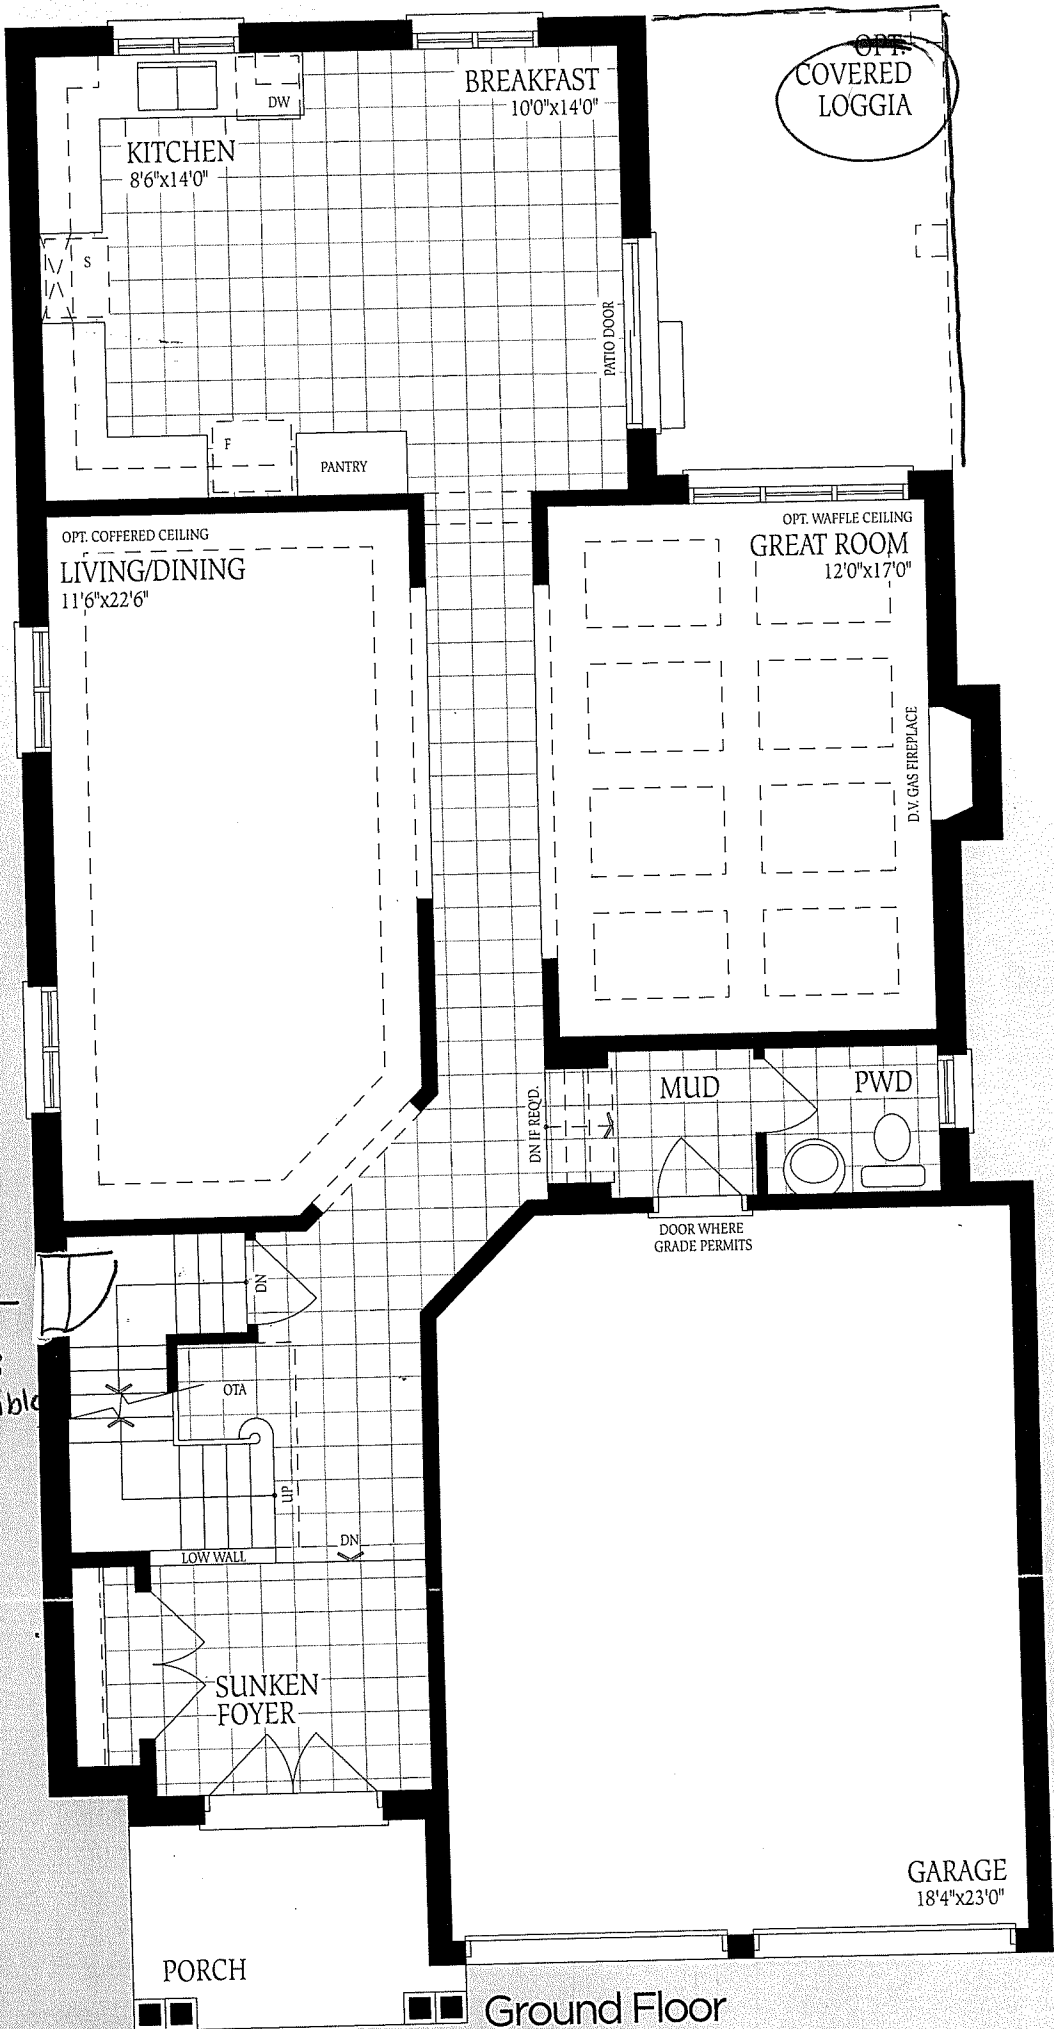 OPT.
COVERED
LOGGIA
BREAKFAST
10'0"x14'0"
DW
KITCHEN
8'6"x14'0"
S
PATIO DOOR
F
PANTRY
OPT. COFFERED CEILING
LIVING/DINING
11'6"x22'6"
OPT. WAFFLE CEILING
GREAT ROOM
12'0"x17'0"
D.V. GAS FIREPLACE
MUD
PWD
DN IF REQ'D.
DOOR WHERE
GRADE PERMITS
DN
OTA
UP
DN
LOW WALL
SUNKEN
FOYER
GARAGE
18'4"x23'0"
PORCH
Ground Floor